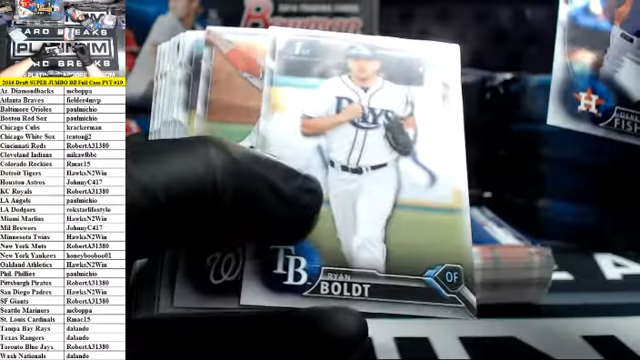 CARD BREAKS
PLATINUM
CARD BREAKS
2016 Draft SUPER JUMBO BB Full Case PYT #19
Az. Diamondbacks mcboppa
Atlanta Braves fielder4mvp
Baltimore Orioles paulmichio
Boston Red Sox paulmichio
Chicago Cubs krackerman
Chicago White Sox
Cincinnati Reds RobertA31380
Cleveland Indians
Colorado Rockies Rmac15
Detroit Tigers HawksN2Win
Houston Astros JohnnyC417
KC Royals RobertA31380
LA Angels paulmichio
LA Dodgers rokstarlifestyle
Miami Marlins HawksN2Win
Mil Brewers JohnnyC417
Minnesota Twins HawksN2Win
New York Mets RobertA31380
New York Yankees honeybooboo01
Oakland Athletics HawksN2Win
Phil. Phillies paulmichio
Pittsburgh Pirates RobertA31380
San Diego Padres HawksN2Win
SF Giants RobertA31380
Seattle Mariners mcboppa
St. Louis Cardinals Rmac15
Tampa Bay Rays dalando
Texas Rangers dalando
Toronto Blue Jays RobertA31380
Wash Nationals dalando
Bowman
1st
Rays
TB
RYAN
BOLDT
OF
H
W